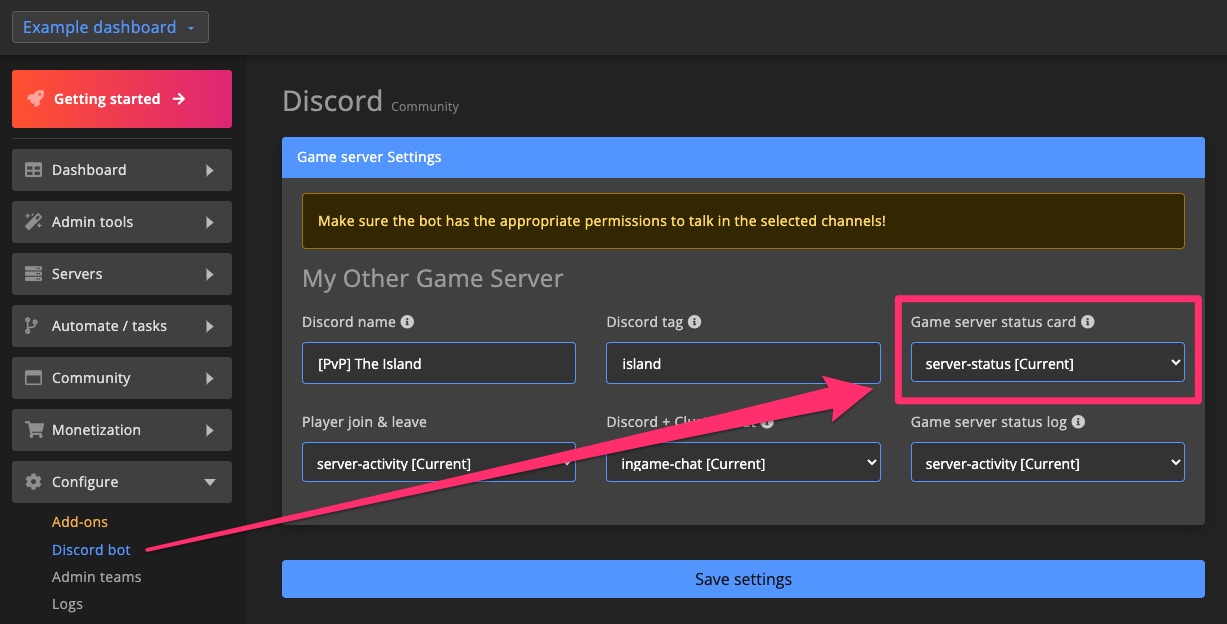 Example dashboard
Getting started
Dashboard
Admin tools
Servers
Automate / tasks
Community
Monetization
Configure
Add-ons
Discord bot
Admin teams
Logs
Discord Community
Game server Settings
Make sure the bot has the appropriate permissions to talk in the selected channels!
My Other Game Server
Discord name
[PvP] The Island
Discord tag
island
Game server status card
server-status [Current]
Player join & leave
server-activity [Current]
Discord +
ingame-chat [Current]
Game server status log
server-activity [Current]
Save settings